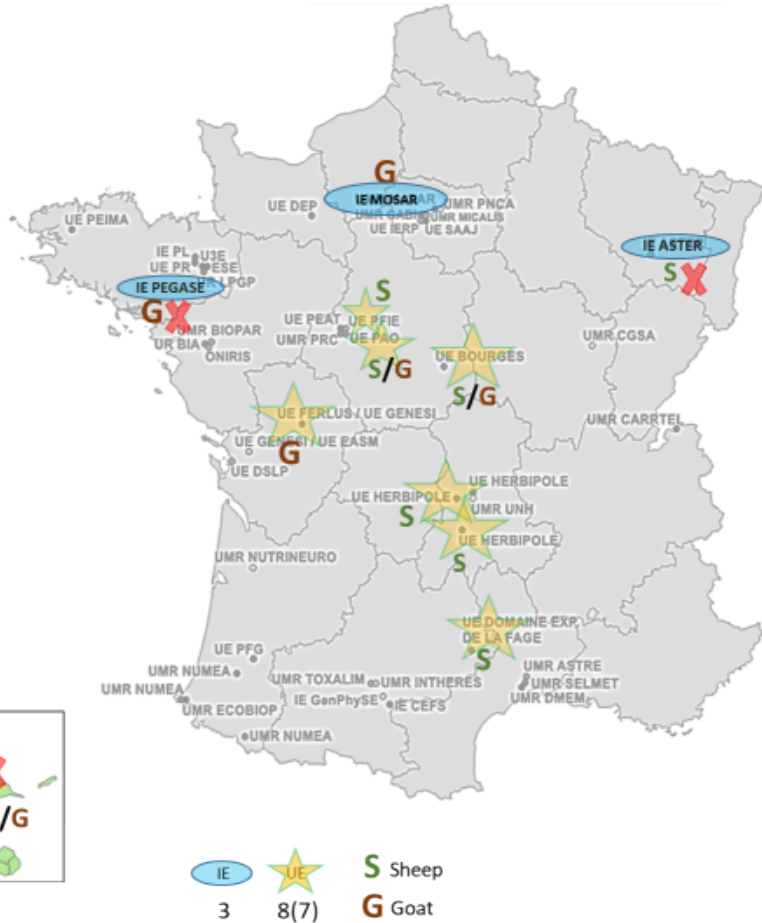 G
IE MOSAR
UE DEP
UMR PNCA
UMR MICALIS
UE IERP
UE SAAJ
UE PEIMA
IE ASTER
S
IE PL
U3E
UE PR
ESE
LPGP
IE PEGASE
G
S
UE PEAT
UE PFIE
UMR BIOPAR
UMR PRC
UE PAO
UR BIA
ONIRIS
UMR CGSA
UE BOURGES
S/G
S/G
UE FERLUS / UE GENESI
UMR CARRTEL
UE GENESI / UE EASM
G
UE DSLP
UE HERBIPOLE
UE HERBIPOLE
S
UMR UNH
UE HERBIPOLE
S
UMR NUTRINEURO
UE DOMAINE EXP.
DE LA FAGE
UE PFG
S
UMR NUMEA
UMR TOXALIM
UMR INTHERES
UMR ASTRE
UMR SELMET
UMR NUMEA
IE GenPhySE
IE CEFS
UMR DMEM
UMR ECOBIOP
UMR NUMEA
/G
IE
UE
S Sheep
3
8(7)
G Goat